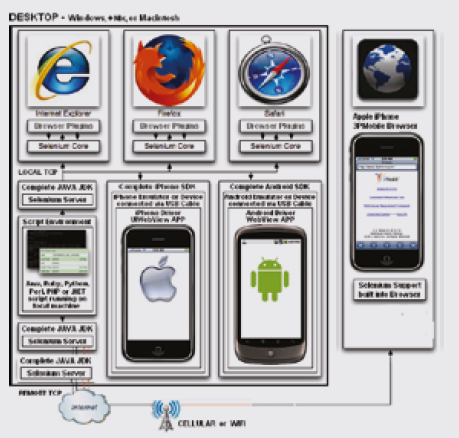 DESKTOP - Windows, *Nix, or Macintosh
Internet Explorer
Browser Plugins
Selenium Core
Firefox
Browser Plugins
Selenium Core
Safari
Browser Plugins
Selenium Core
Apple iPhone
3PMobile Browser
LOCAL TCP
Complete JAVA JDK
Selenium Server
Script Environment
Java, Ruby, Python,
Perl, PHP or .NET
script running on
local machine
Complete JAVA JDK
Selenium Server
Complete JAVA JDK
Selenium Server
Complete iPhone SDK
iPhone Emulator or Device
connected via USB Cable
iPhone Driver
UIWebView APP
Complete Android SDK
Android Emulator or Device
connected via USB Cable
Android Driver
WebView APP
Selenium Support
built into Browser
REMOTE TCP
Internet
CELLULAR or WiFi